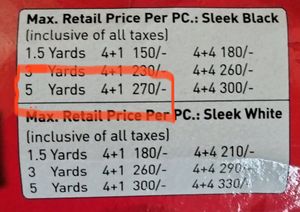 Max. Retail Price Per PC.: Sleek Black
(inclusive of all taxes)
1.5 Yards 4+1 150/- 4+4 180/-
3 Yards 4+1 230/- 4+4 260/-
5 Yards 4+1 270/- 4+4 300/-
Max. Retail Price Per PC.: Sleek White
(inclusive of all taxes)
1.5 Yards 4+1 180/- 4+4 210/-
3 Yards 4+1 260/- 4+4 290
5 Yards 4+1 300/- 4+4 330/-